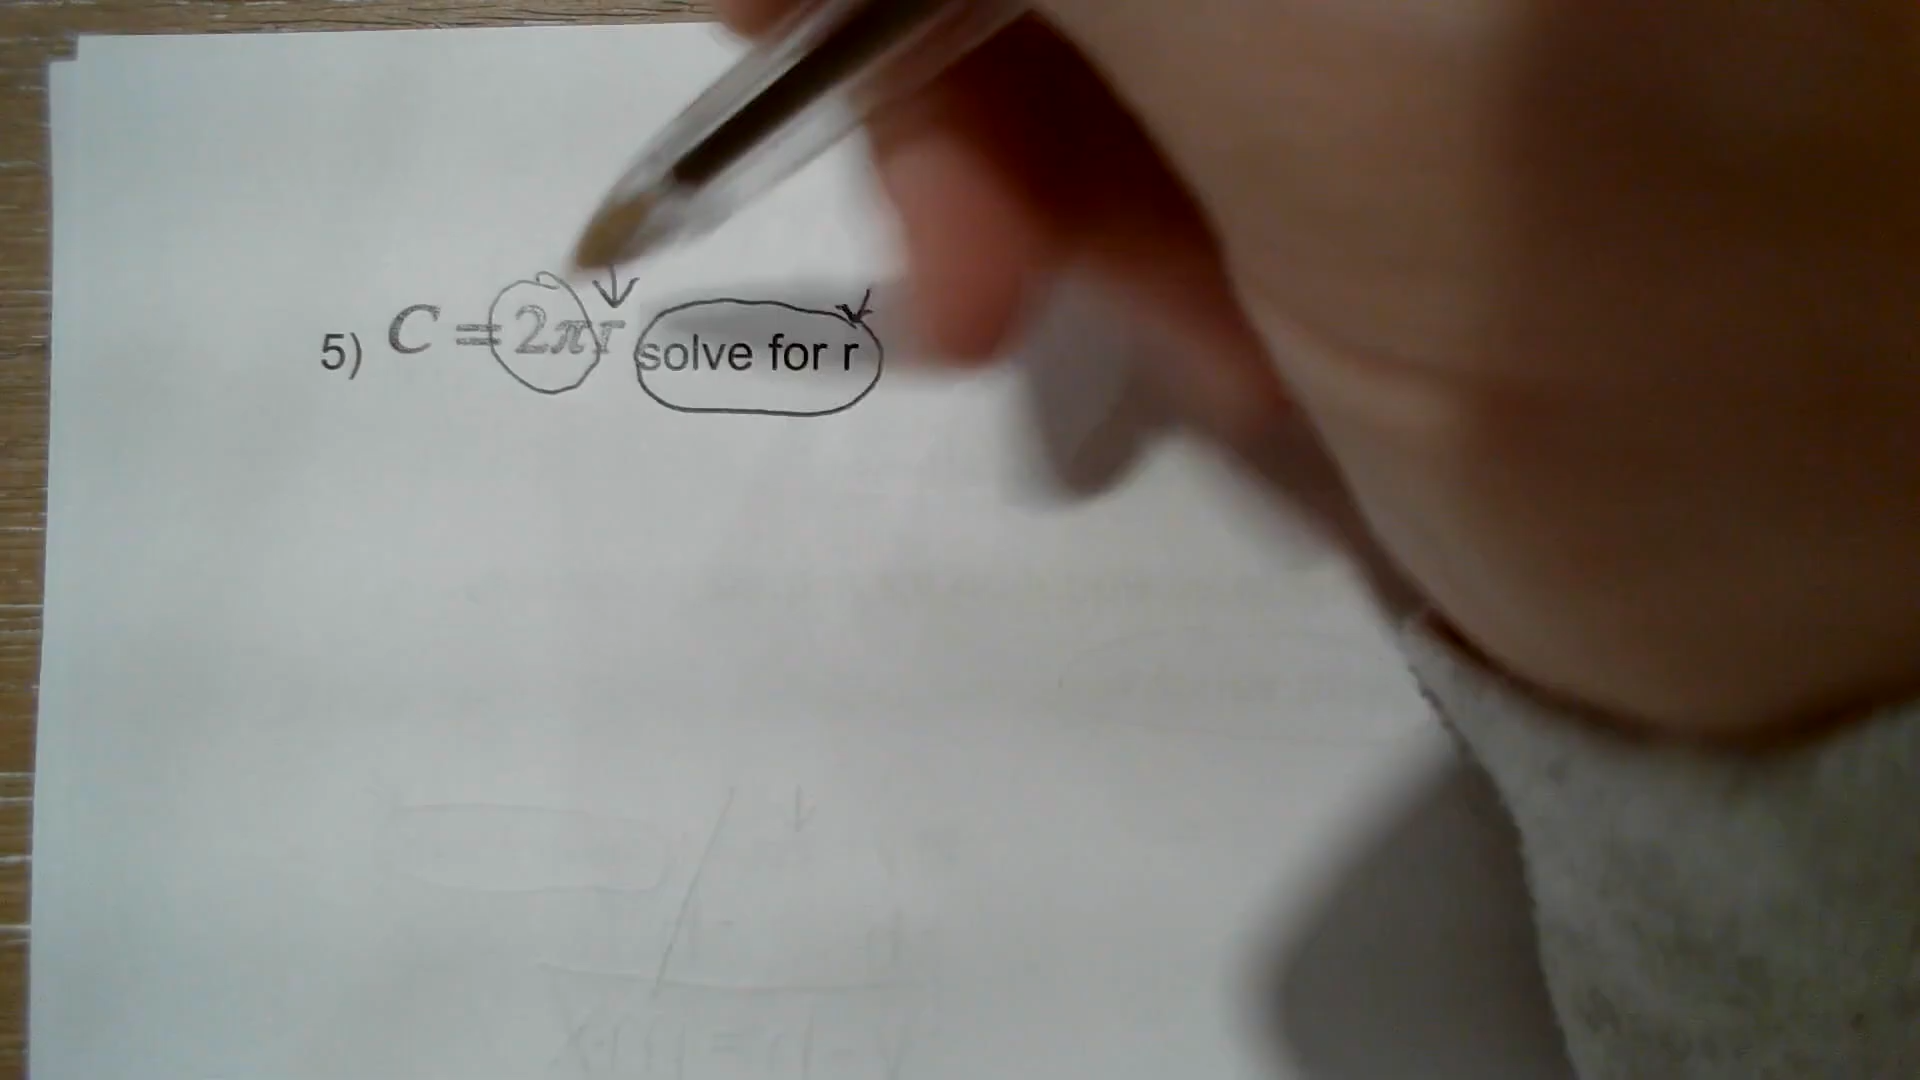 5) C = 2πr solve for r